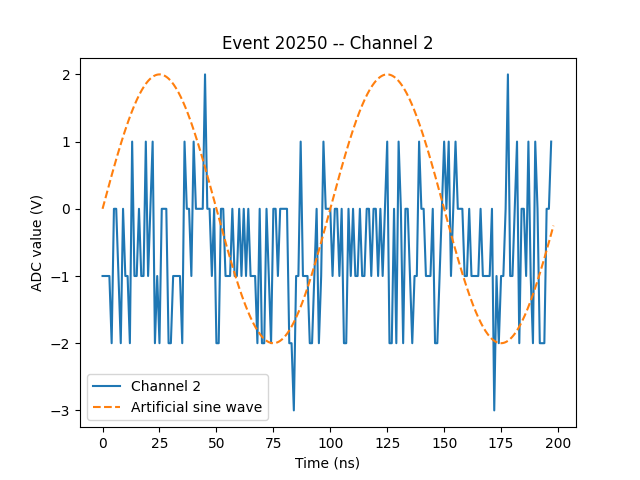 Event 20250 -- Channel 2
ADC value (V)
2
1
0
−1
−2
−3
Channel 2
Artificial sine wave
0 25 50 75 100 125 150 175 200
Time (ns)